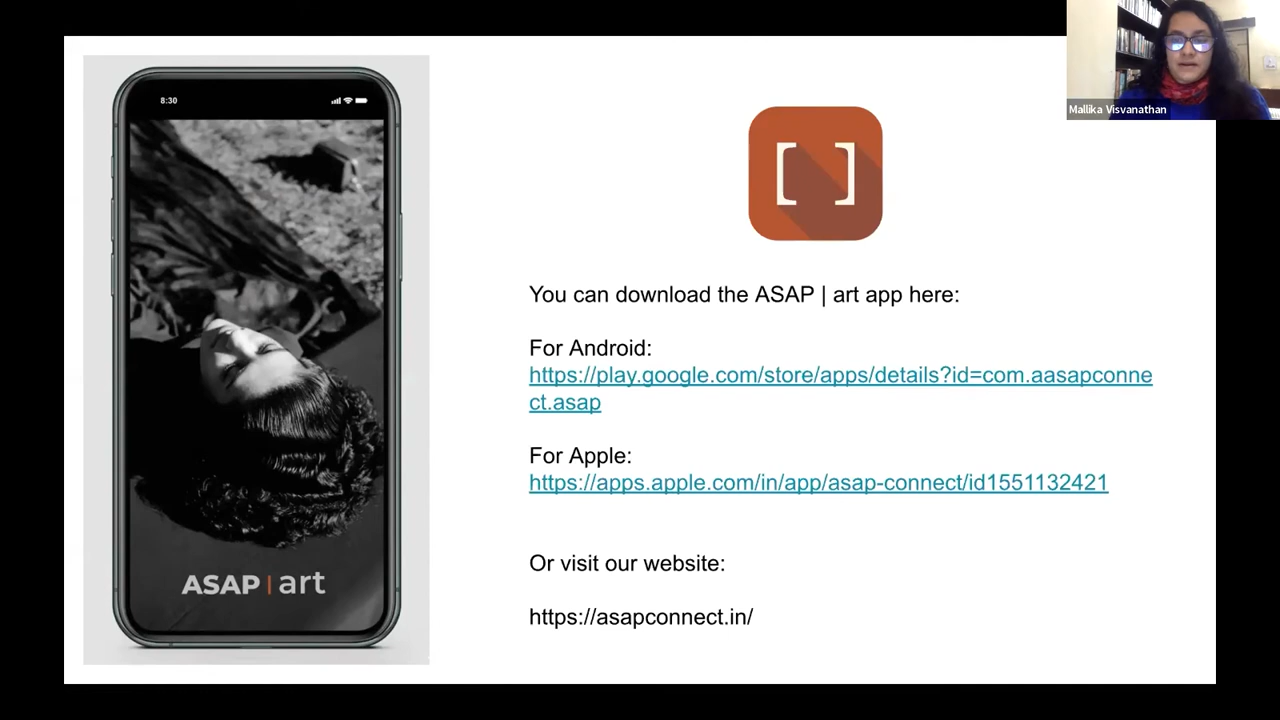 8:30
ASAP | art
Mallika Visvanathan
[ ]
You can download the ASAP | art app here:
For Android:
https://play.google.com/store/apps/details?id=com.aasapconne
ct.asap
For Apple:
https://apps.apple.com/in/app/asap-connect/id1551132421
Or visit our website:
https://asapconnect.in/